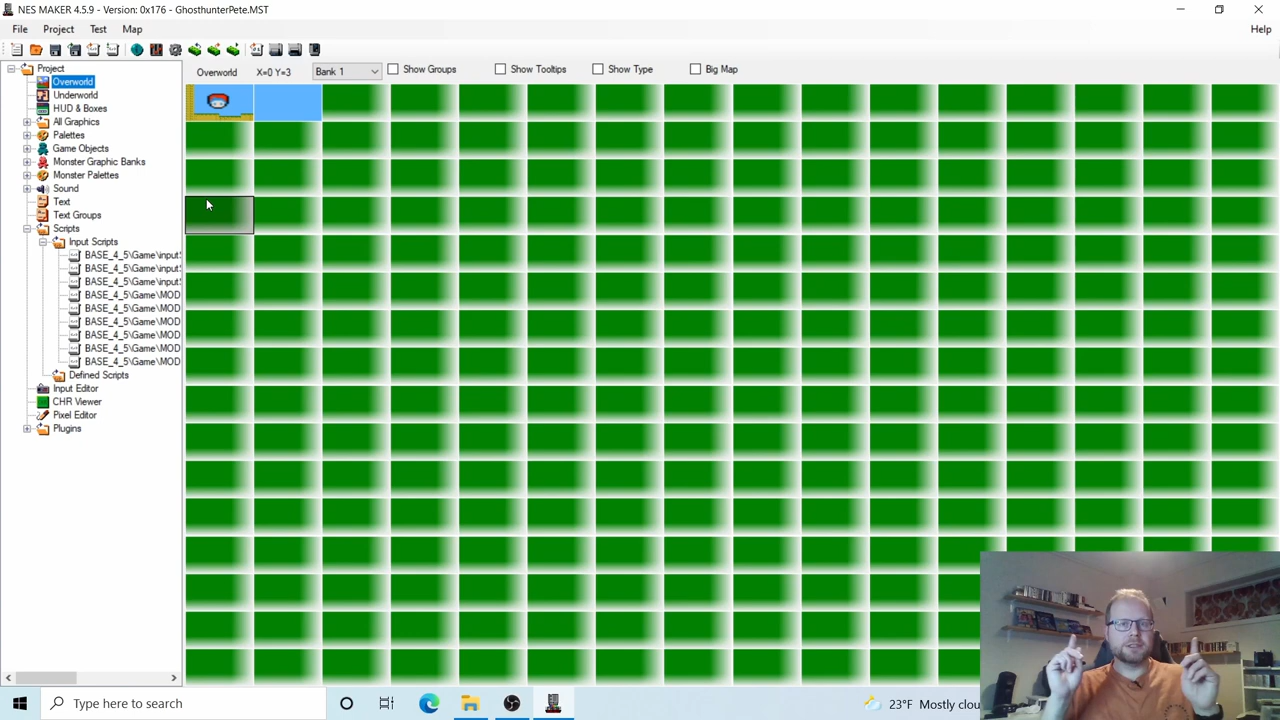 NES MAKER 4.5.9 - Version: 0x176 - GhosthunterPete.MST
File Project Test Map Help
Overworld X=0 Y=3 Bank 1 Show Groups Show Tooltips Show Type Big Map
Project
Overworld
Underworld
HUD & Boxes
All Graphics
Palettes
Game Objects
Monster Graphic Banks
Monster Palettes
Sound
Text
Text Groups
Scripts
Input Scripts
BASE_4_5\Game\input
BASE_4_5\Game\input
BASE_4_5\Game\input
BASE_4_5\Game\MOD
BASE_4_5\Game\MOD
BASE_4_5\Game\MOD
BASE_4_5\Game\MOD
BASE_4_5\Game\MOD
BASE_4_5\Game\MOD
Defined Scripts
Input Editor
CHR Viewer
Pixel Editor
Plugins
Type here to search
23°F Mostly clou